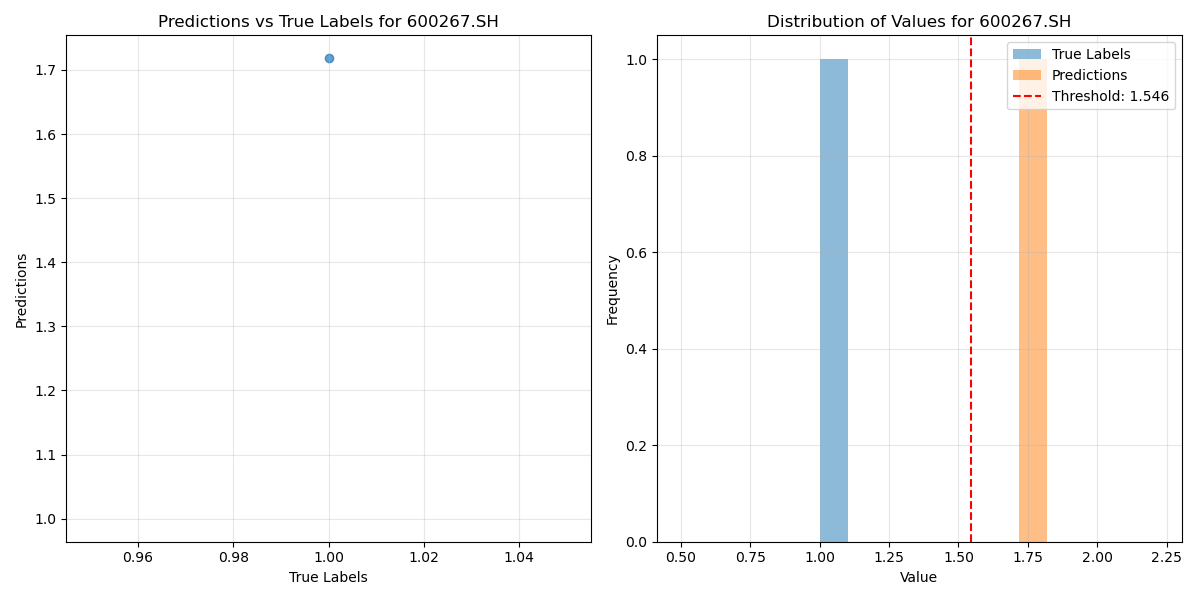 Predictions vs True Labels for 600267.SH
Predictions
1.7
1.6
1.5
1.4
1.3
1.2
1.1
1.0
0.96 0.98 1.00 1.02 1.04
True Labels
Distribution of Values for 600267.SH
True Labels
Predictions
Threshold: 1.546
Frequency
1.0
0.8
0.6
0.4
0.2
0.0
0.50 0.75 1.00 1.25 1.50 1.75 2.00 2.25
Value